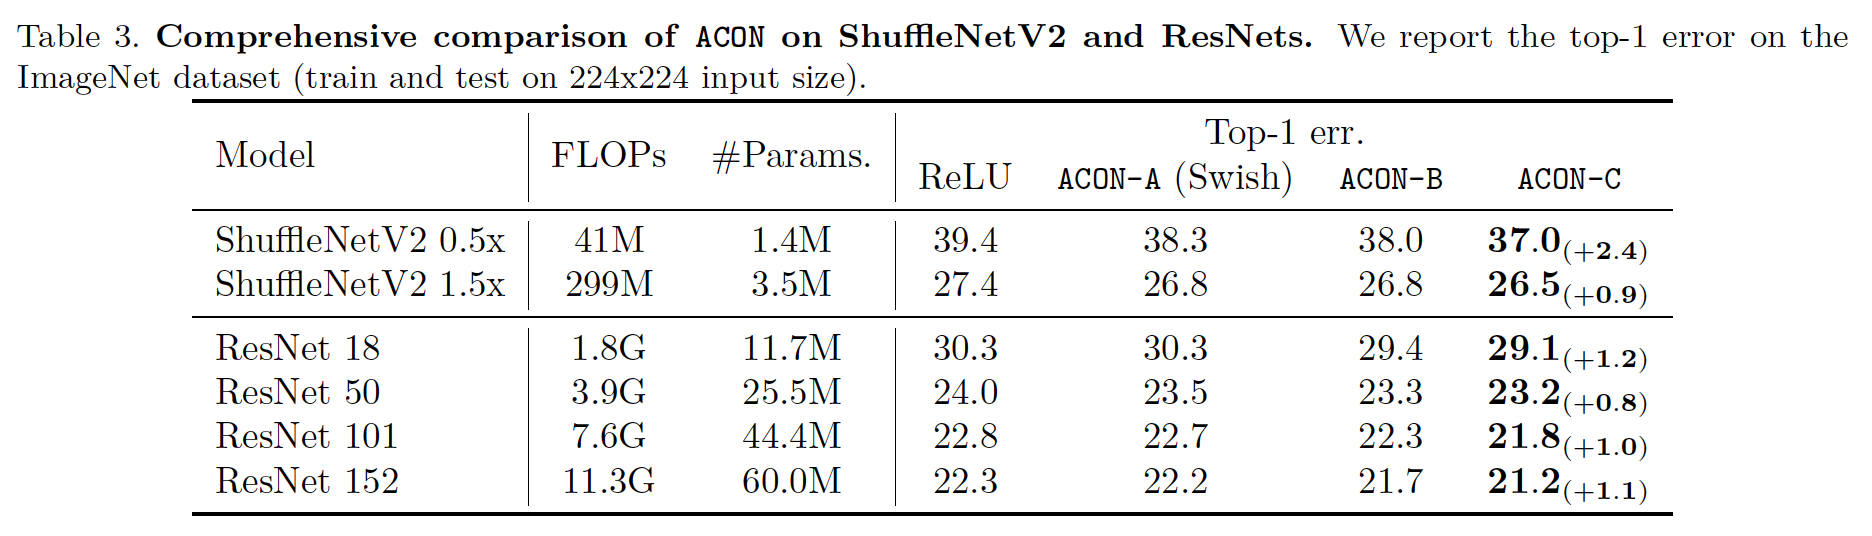 Table 3. Comprehensive comparison of ACON on ShuffleNetV2 and ResNets. We report the top-1 error on the
ImageNet dataset (train and test on 224x224 input size).
Model FLOPs #Params. Top-1 err.
ReLU ACON-A (Swish) ACON-B ACON-C
ShuffleNetV2 0.5x 41M 1.4M 39.4 38.3 38.0 37.0(+2.4)
ShuffleNetV2 1.5x 299M 3.5M 27.4 26.8 26.8 26.5(+0.9)
ResNet 18 1.8G 11.7M 30.3 30.3 29.4 29.1(+1.2)
ResNet 50 3.9G 25.5M 24.0 23.5 23.3 23.2(+0.8)
ResNet 101 7.6G 44.4M 22.8 22.7 22.3 21.8(+1.0)
ResNet 152 11.3G 60.0M 22.3 22.2 21.7 21.2(+1.1)